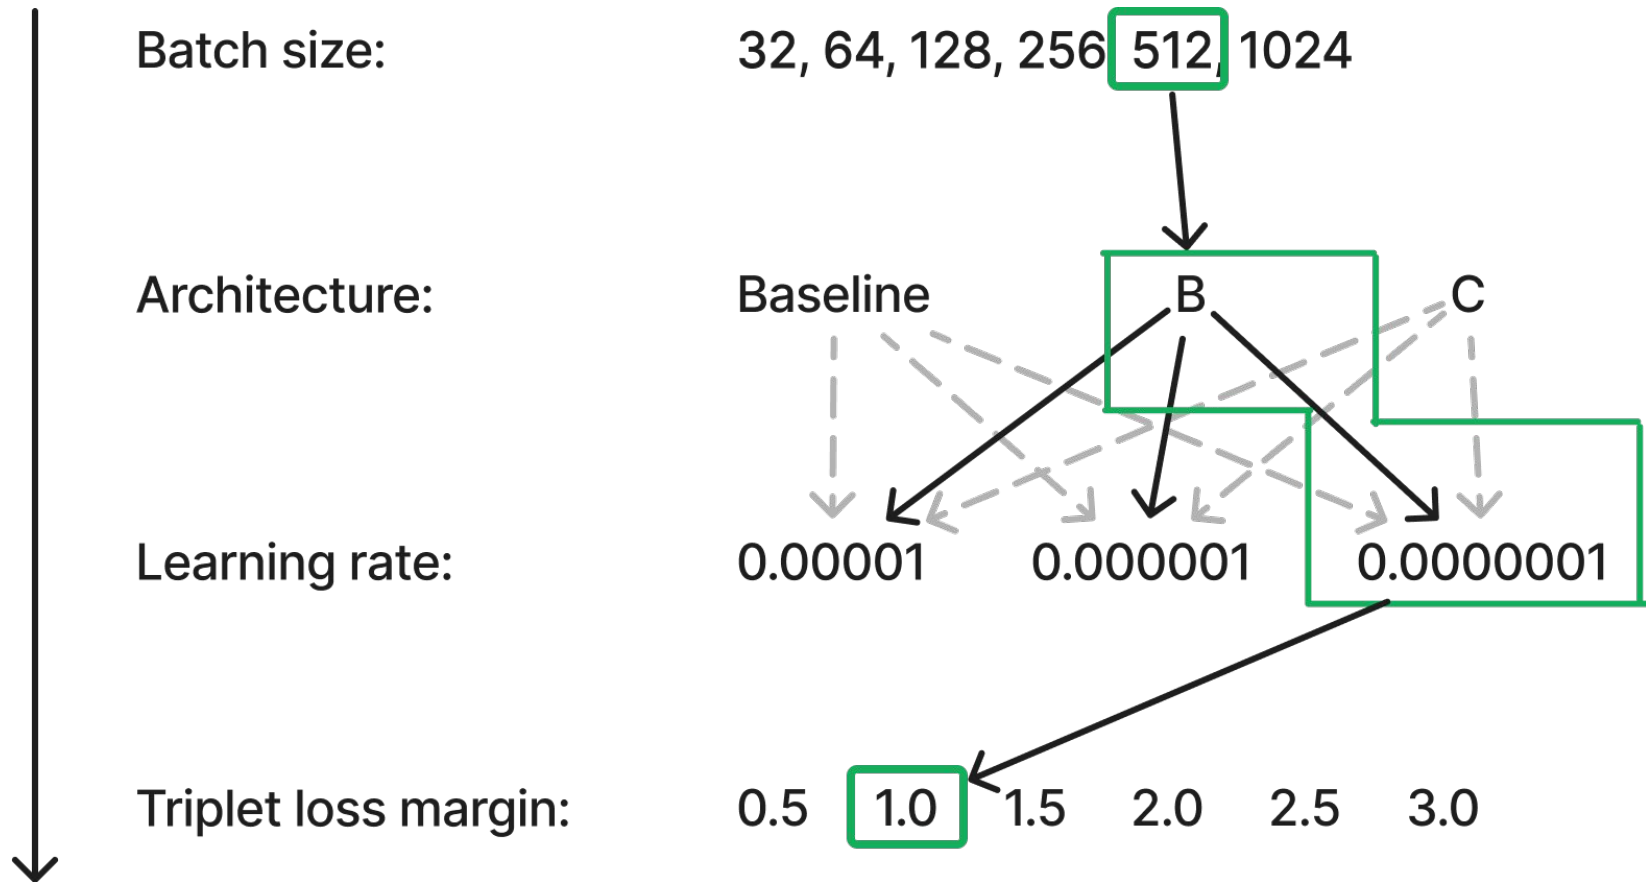 Batch size: 32, 64, 128, 256 512, 1024
Architecture: Baseline B C
Learning rate: 0.00001 0.000001 0.0000001
Triplet loss margin: 0.5 1.0 1.5 2.0 2.5 3.0